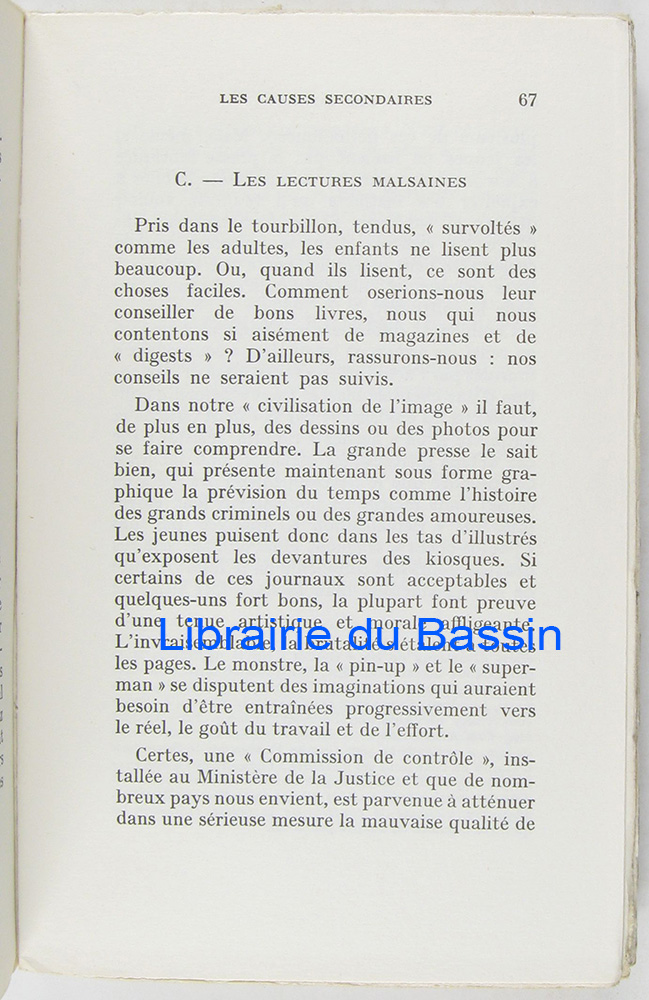 LES CAUSES SECONDAIRES 67
C. — LES LECTURES MALSAINES
Pris dans le tourbillon, tendus, « survoltés »
comme les adultes, les enfants ne lisent plus
beaucoup. Ou, quand ils lisent, ce sont des
choses faciles. Comment oserions-nous leur
conseiller de bons livres, nous qui nous
contentons si aisément de magazines et de
« digests » ? D'ailleurs, rassurons-nous : nos
conseils ne seraient pas suivis.
Dans notre « civilisation de l'image » il faut,
de plus en plus, des dessins ou des photos pour
se faire comprendre. La grande presse le sait
bien, qui présente maintenant sous forme gra-
phique la prévision du temps comme l'histoire
des grands criminels ou des grandes amoureuses.
Les jeunes puisent donc dans les tas d'illustrés
qu'exposent les devantures des kiosques. Si
certains de ces journaux sont acceptables et
quelques-uns fort bons, la plupart font preuve
d'une tenue artistique et morale affligeante.
L'invraisemblable, la brutalité s'étalent à toutes
Librairie du Bassin
les pages. Le monstre, la « pin-up » et le « super-
man » se disputent des imaginations qui auraient
besoin d'être entraînées progressivement vers
le réel, le goût du travail et de l'effort.
Certes, une « Commission de contrôle », ins-
tallée au Ministère de la Justice et que de nom-
breux pays nous envient, est parvenue à atténuer
dans une sérieuse mesure la mauvaise qualité de